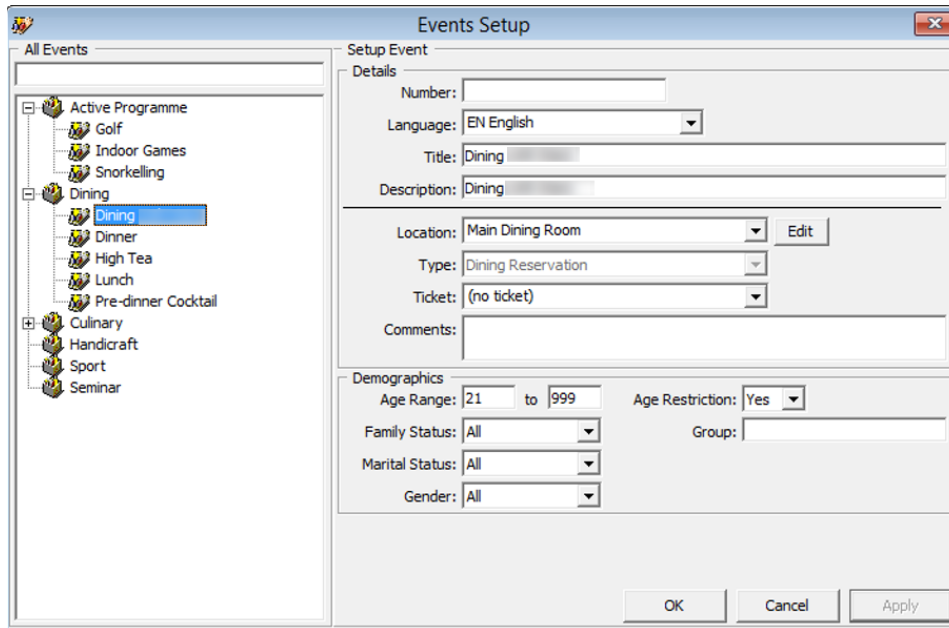 Events Setup
All Events
Active Programme
Golf
Indoor Games
Snorkelling
Dining
Dining
Dinner
High Tea
Lunch
Pre-dinner Cocktail
Culinary
Handicraft
Sport
Seminar
Setup Event
Details
Number:
Language: EN English
Title: Dining
Description: Dining
Location: Main Dining Room Edit
Type: Dining Reservation
Ticket: (no ticket)
Comments:
Demographics
Age Range: 21 to 999 Age Restriction: Yes
Family Status: All Group:
Marital Status: All
Gender: All
OK Cancel Apply